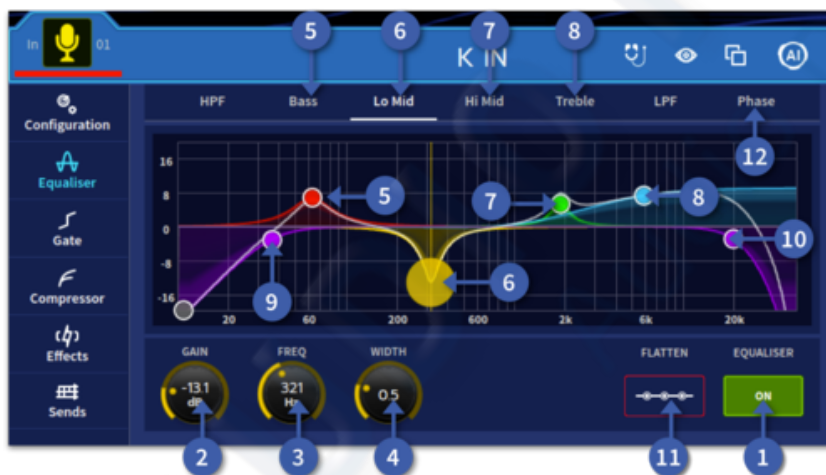 5 6 7 8
In 01 K IN AI
HPF Bass Lo Mid Hi Mid Treble LPF Phase
12
Configuration
Equaliser
Gate
Compressor
Effects
Sends
16
8
0
-8
-16
5
7
8
6
9
10
20 60 200 600 2k 6k 20k
GAIN FREQ WIDTH FLATTEN EQUALISER
-13.1 321 0.5 ON
dB Hz
2 3 4 11 1